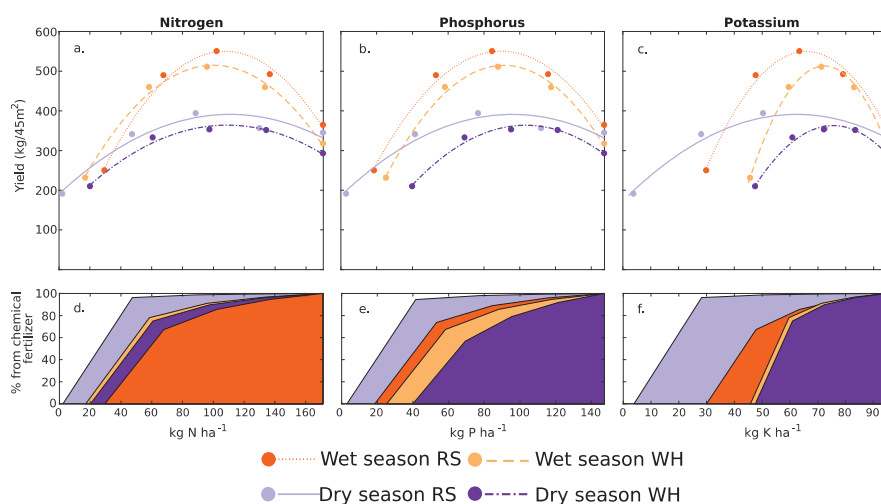 Nitrogen Phosphorus Potassium
600
500
400
300
200
100
Yield (kg/45m²)
a. b. c.
100
80
60
40
20
0
% from chemical
fertilizer
d. e. f.
0 20 40 60 80 100 120 140 160
0 20 40 60 80 100 120 140
0 10 20 30 40 50 60 70 80 90
kg N ha⁻¹ kg P ha⁻¹ kg K ha⁻¹
Wet season RS Wet season WH
Dry season RS Dry season WH